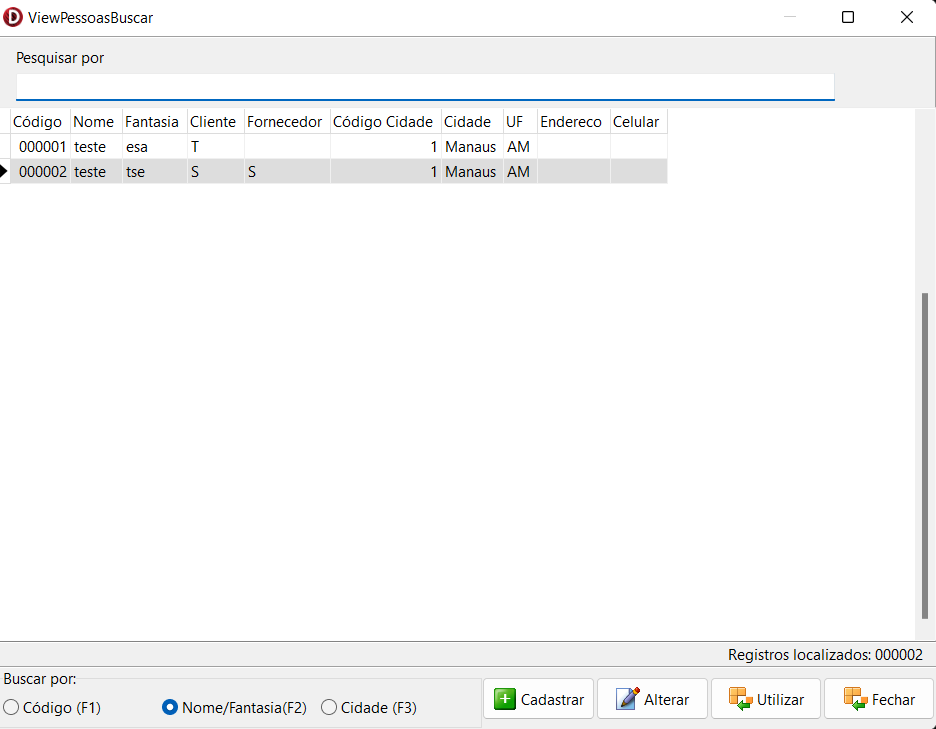 ViewPessoasBuscar
Pesquisar por
Código Nome Fantasia Cliente Fornecedor Código Cidade Cidade UF Endereco Celular
000001 teste esa T 1 Manaus AM
000002 teste tse S S 1 Manaus AM
Registros localizados: 000002
Buscar por:
Código (F1) Nome/Fantasia(F2) Cidade (F3) Cadastrar Alterar Utilizar Fechar